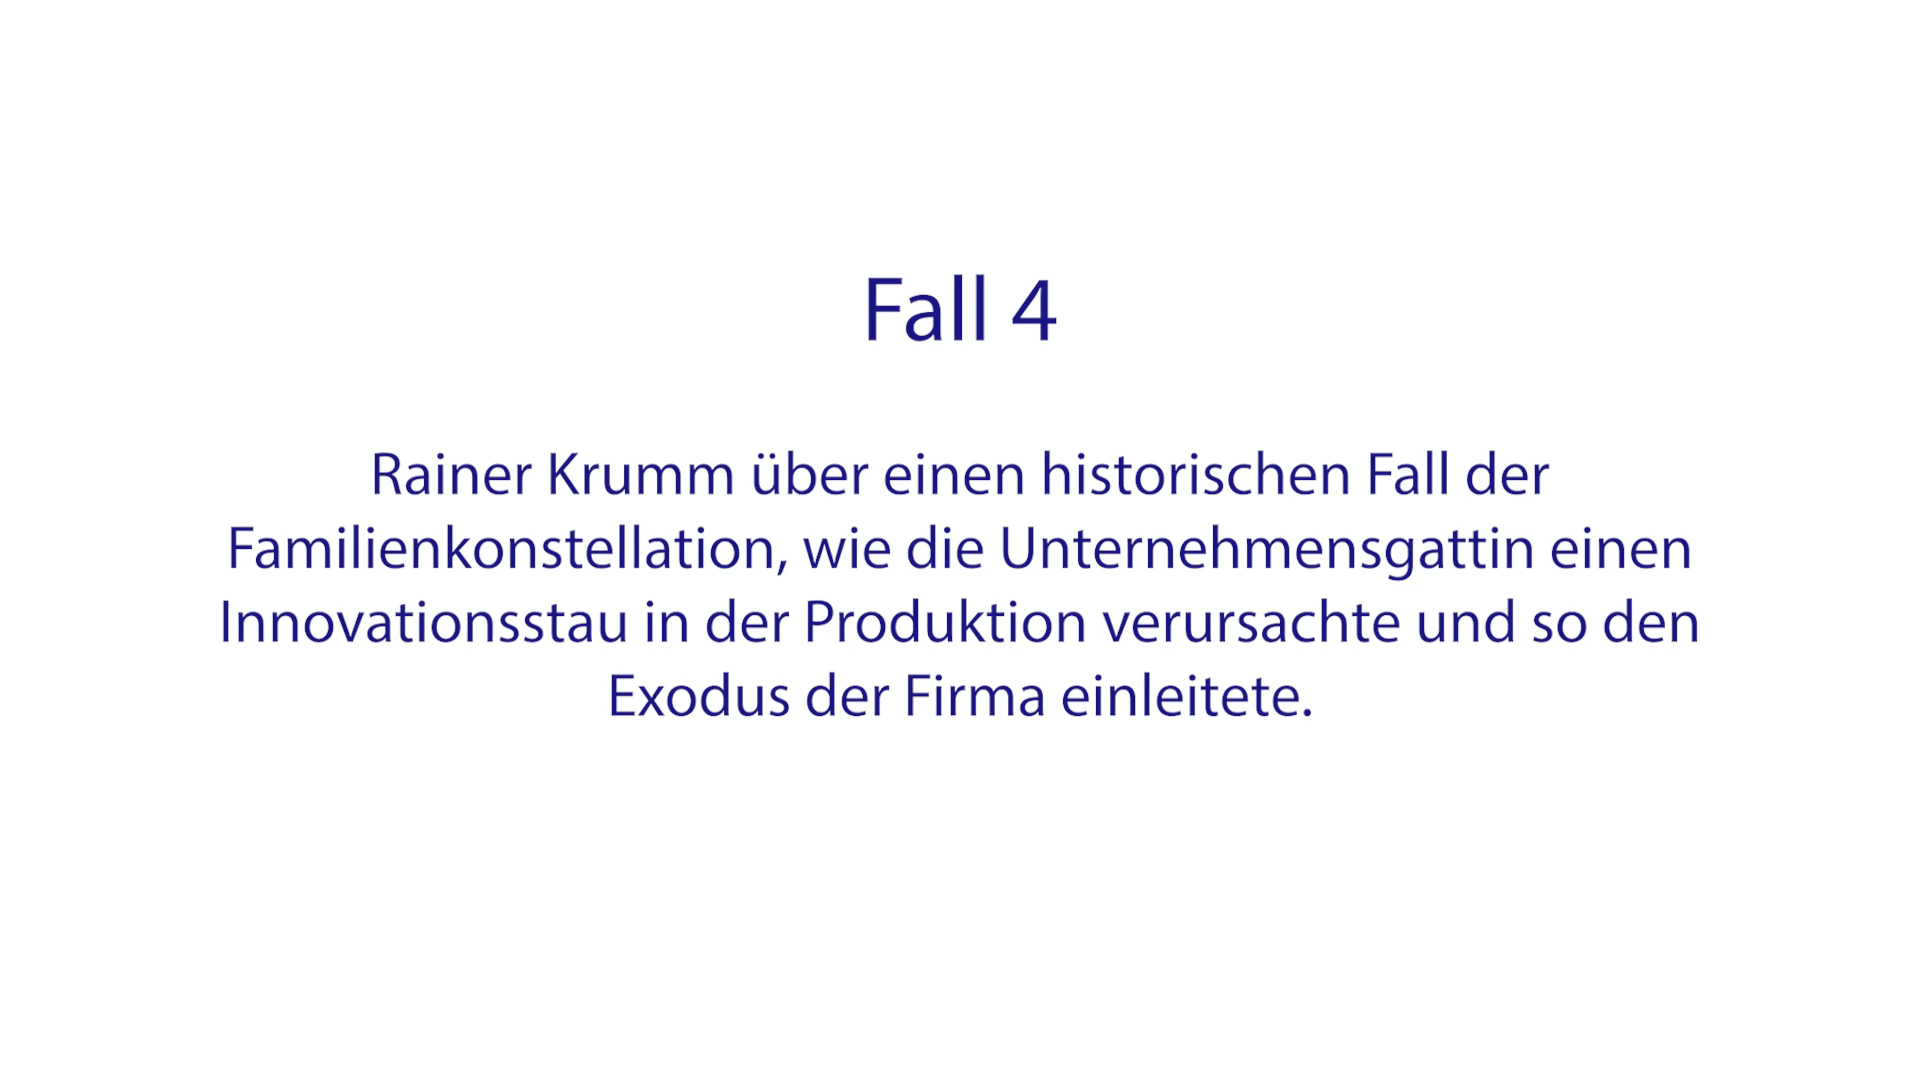 Fall 4
Rainer Krumm über einen historischen Fall der
Familienkonstellation, wie die Unternehmensgattin einen
Innovationsstau in der Produktion verursachte und so den
Exodus der Firma einleitete.